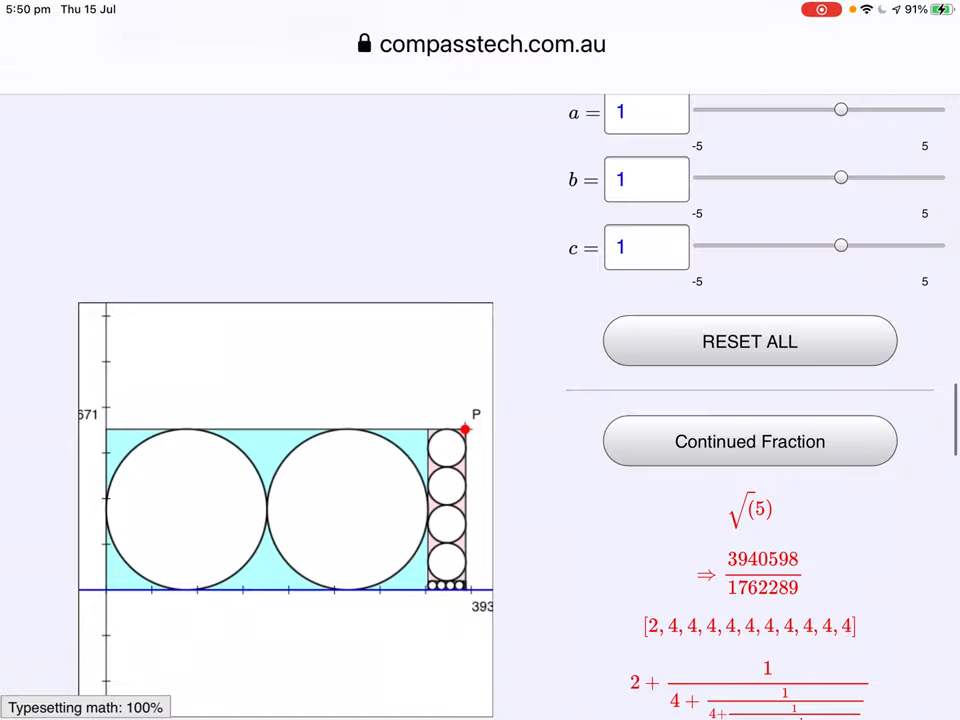 5:50 pm Thu 15 Jul
91%
compasstech.com.au
a = 1
-5 5
b = 1
-5 5
c = 1
-5 5
RESET ALL
Continued Fraction
√(5)
⇒ 3940598
1762289
[2, 4, 4, 4, 4, 4, 4, 4, 4, 4, 4]
2 + 1
4 + 1
4+ 1
671
P
393
Typesetting math: 100%